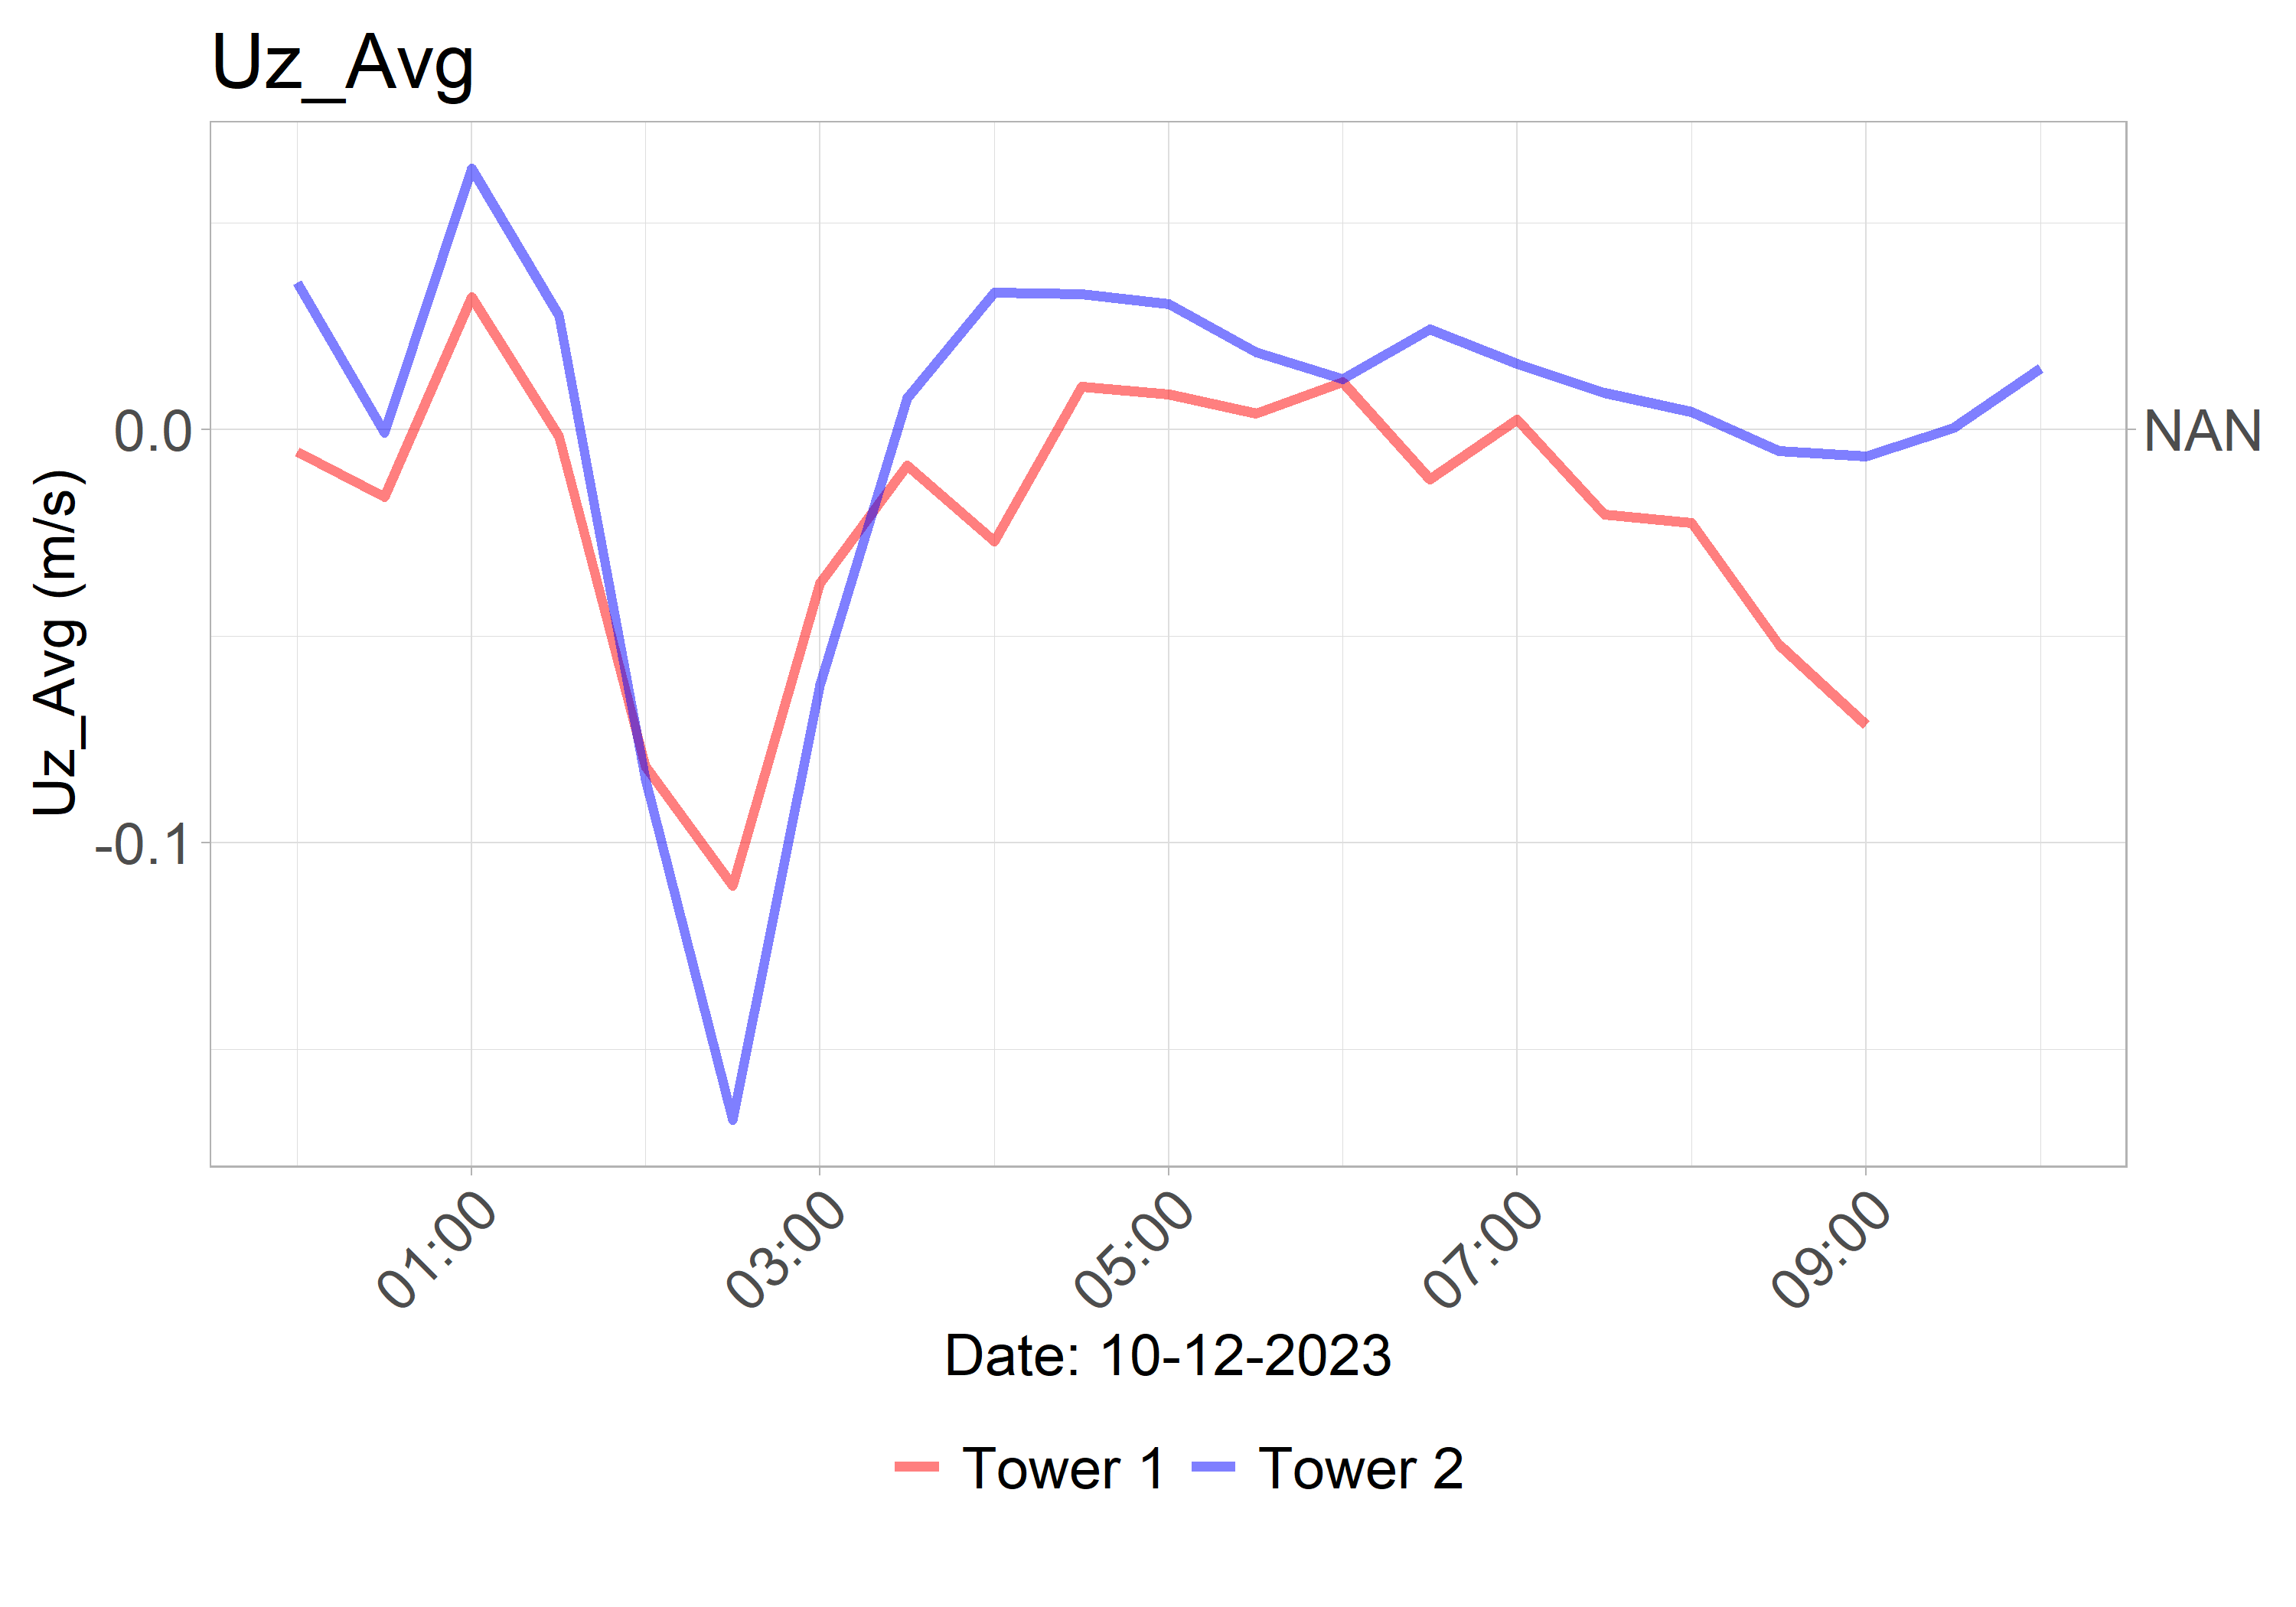 Uz_Avg
Uz_Avg (m/s)
0.0
-0.1
NAN
01:00
03:00
05:00
07:00
09:00
Date: 10-12-2023
Tower 1
Tower 2